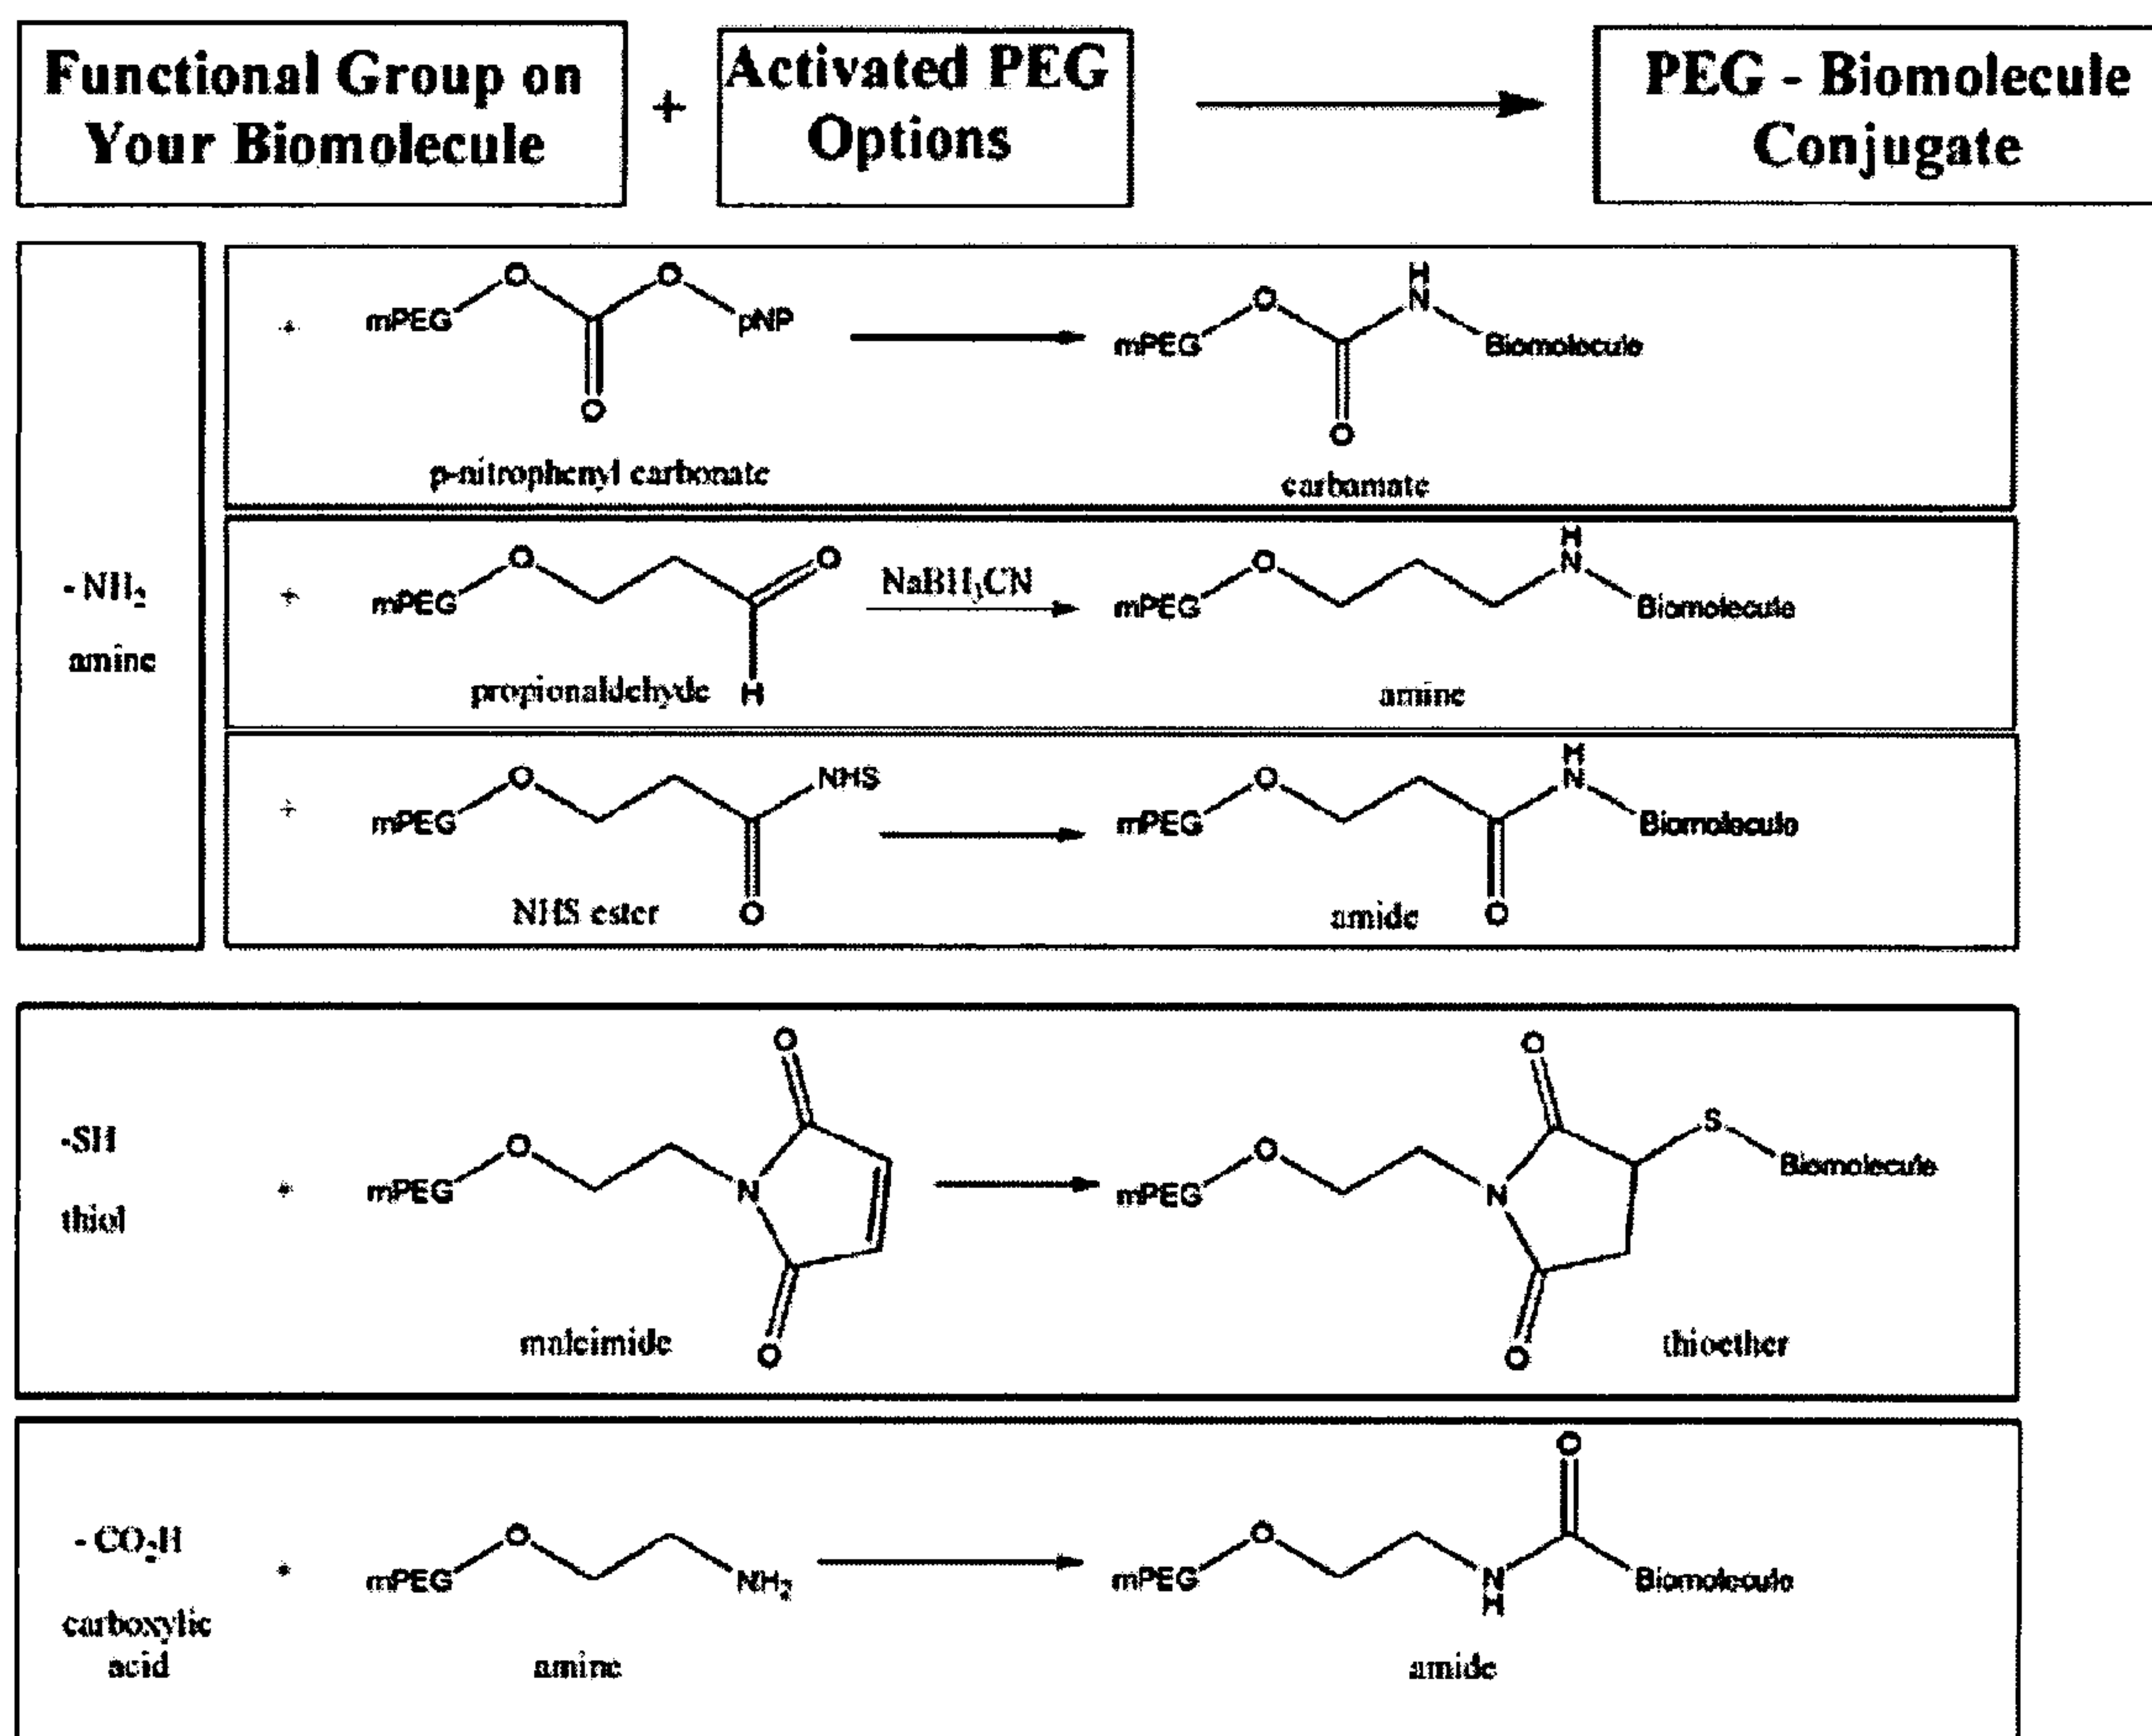 Functional Group on
Your Biomolecule
+
Activated PEG
Options
PEG - Biomolecule
Conjugate
- NH₂
amine
+
mPEG
O
O
O
pNP
p-nitrophenyl carbonate
mPEG
O
O
H
N
Biomolecule
carbamate
+
mPEG
O
O
H
propionaldehyde
NaBH₃CN
mPEG
O
H
N
Biomolecule
amine
+
mPEG
O
NHS
O
NHS ester
mPEG
O
O
H
N
Biomolecule
amide
-SH
thiol
+
mPEG
O
N
O
O
maleimide
mPEG
O
N
O
O
S
Biomolecule
thioether
- CO₂H
carboxylic
acid
+
mPEG
O
NH₂
amine
mPEG
O
N
H
O
Biomolecule
amide